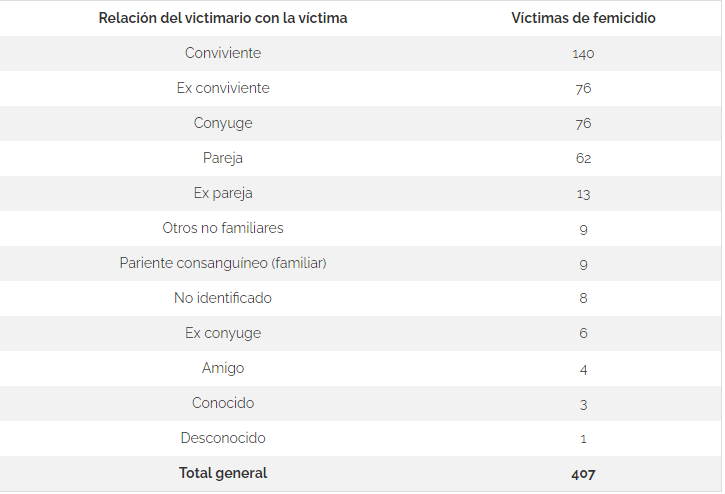 Relación del victimario con la víctima Víctimas de femicidio
Conviviente 140
Ex conviviente 76
Conyuge 76
Pareja 62
Ex pareja 13
Otros no familiares 9
Pariente consanguíneo (familiar) 9
No identificado 8
Ex conyuge 6
Amigo 4
Conocido 3
Desconocido 1
Total general 407